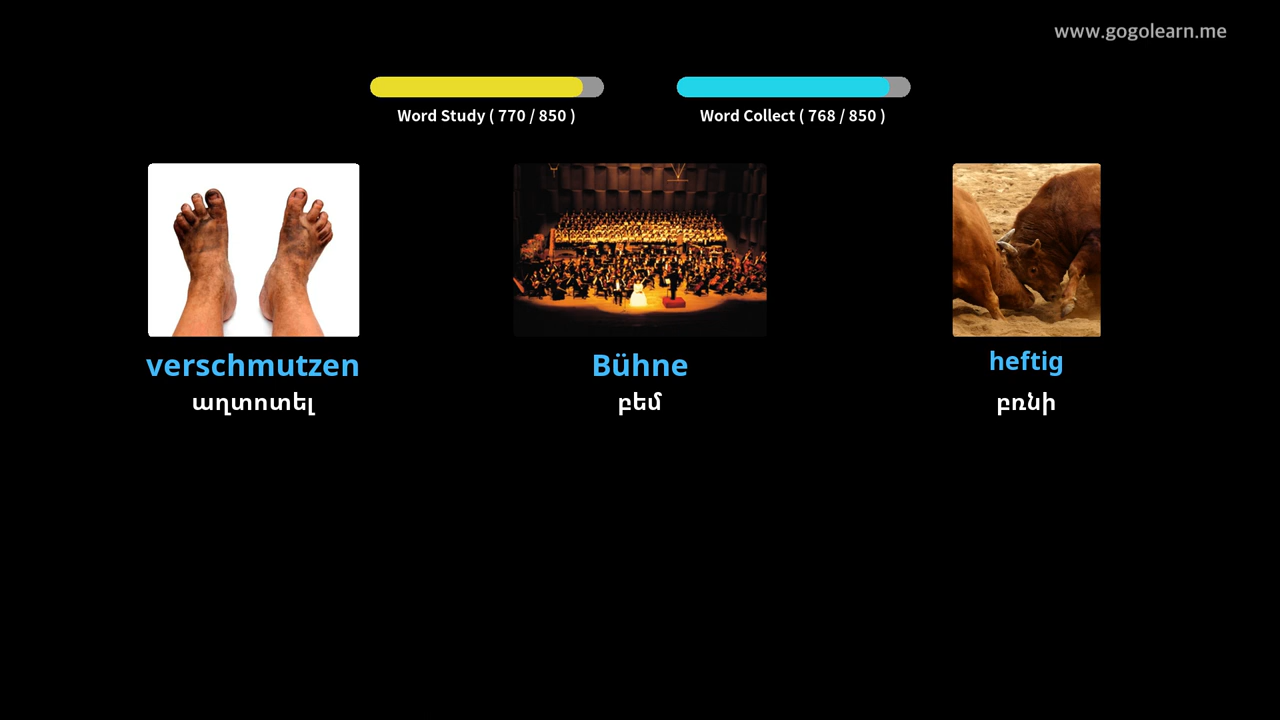 www.gogolearn.me
Word Study ( 770 / 850 )
Word Collect ( 768 / 850 )
verschmutzen
Bühne
heftig
աղտոտել
բեմ
բռնի